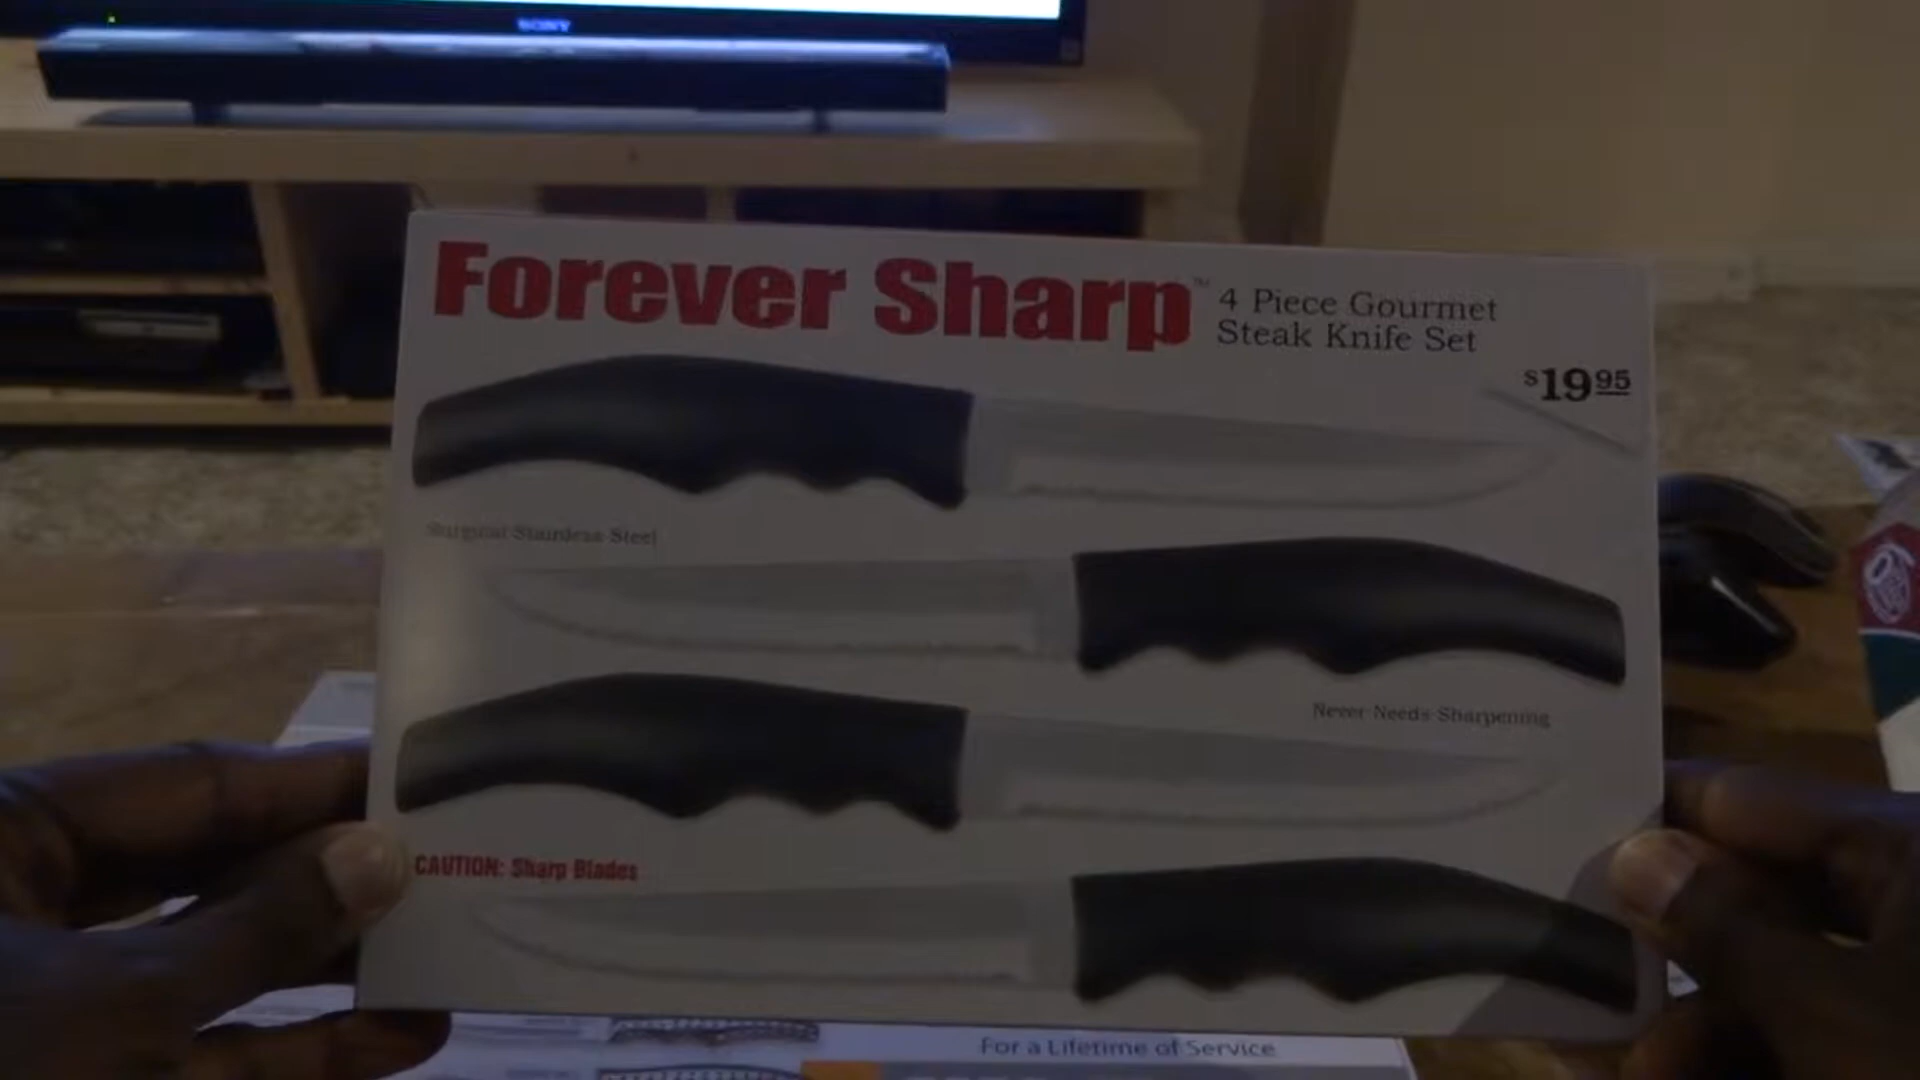 SONY
Forever Sharp™
4 Piece Gourmet
Steak Knife Set
$19.95
Surgical Stainless Steel
Never Needs Sharpening
CAUTION: Sharp Blades
For a Lifetime of Service